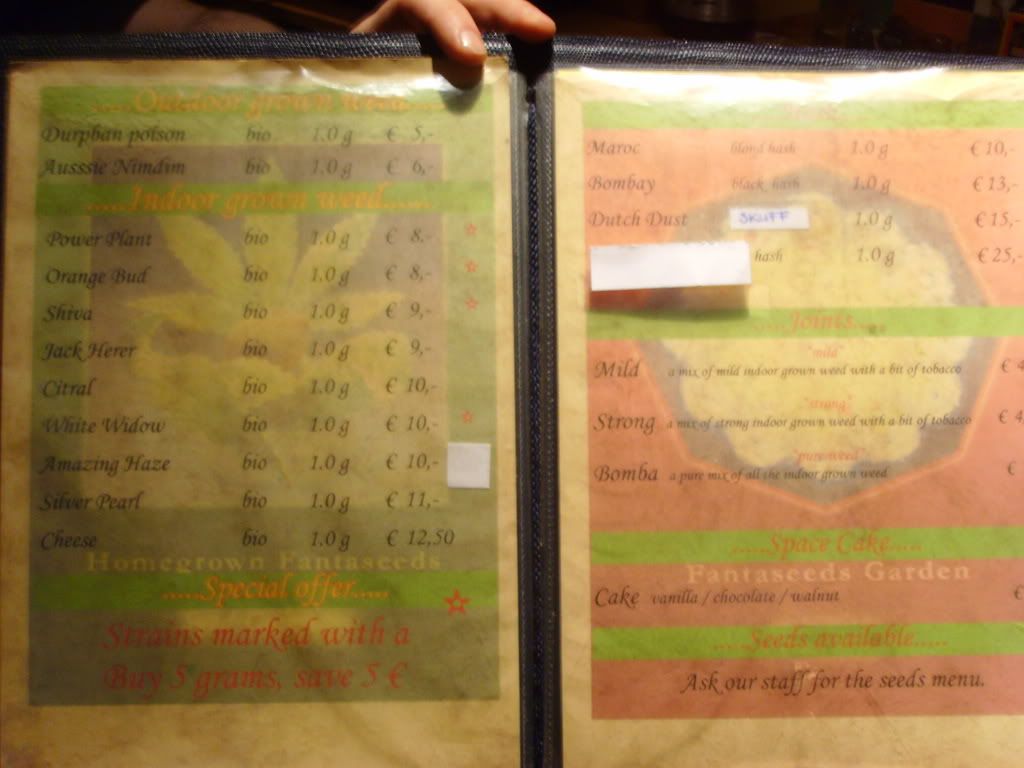 .....Outdoor grown weed.....
Durpban poison bio 1.0 g € 5,-
Ausssie Nimdim bio 1.0 g € 6,-
.....Indoor grown weed......
Power Plant bio 1.0 g € 8,-
Orange Bud bio 1.0 g € 8,-
Shiva bio 1.0 g € 9,-
Jack Herer bio 1.0 g € 9,-
Citral bio 1.0 g € 10,-
White Widow bio 1.0 g € 10,-
Amazing Haze bio 1.0 g € 10,-
Silver Pearl bio 1.0 g € 11,-
Cheese bio 1.0 g € 12,50
Homegrown Fantaseeds
.....Special offer.....
Strains marked with a
Buy 5 grams, save 5 €
Maroc blond hash 1.0 g € 10,-
Bombay black hash 1.0 g € 13,-
Dutch Dust SKUFF 1.0 g € 15,-
hash 1.0 g € 25,-
.....Joints.....
"mild"
Mild a mix of mild indoor grown weed with a bit of tobacco €
"strong"
Strong a mix of strong indoor grown weed with a bit of tobacco €
"pure weed"
Bomba a pure mix of all the indoor grown weed €
.....Space Cake.....
Fantaseeds Garden
Cake vanilla / chocolate / walnut €
.....Seeds available.....
Ask our staff for the seeds menu.